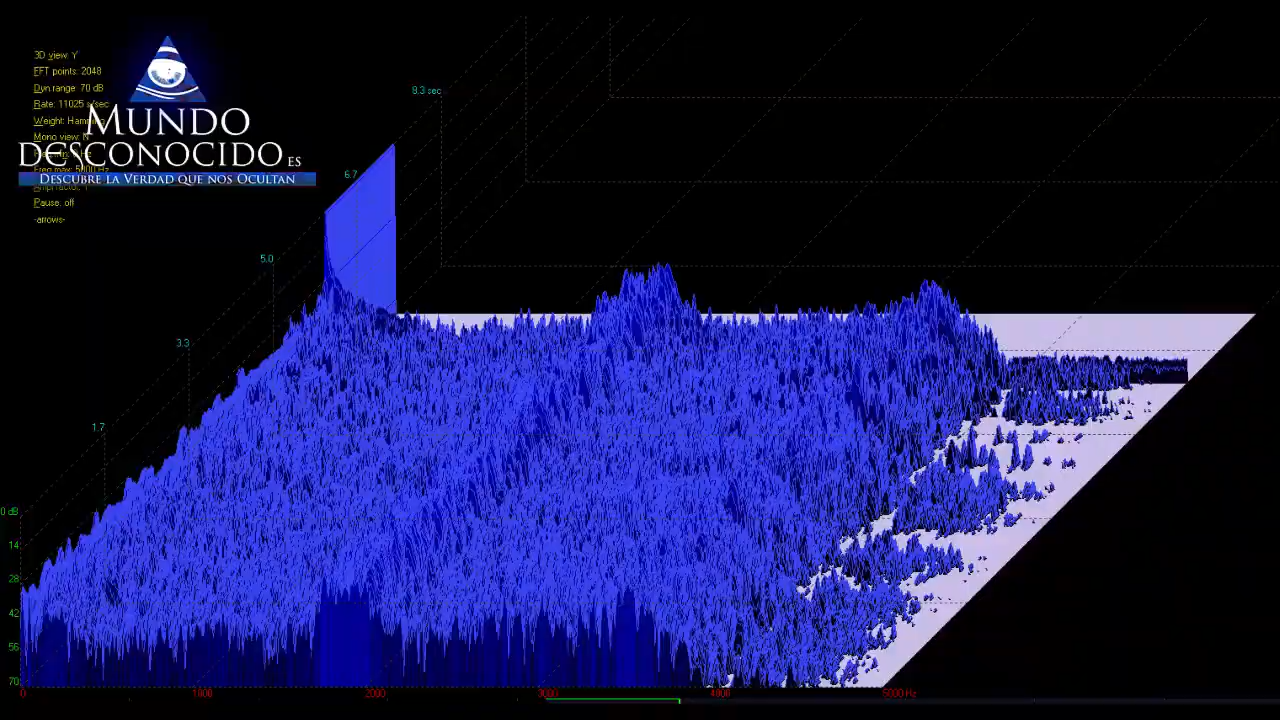 3D view: Y
FFT points: 2048
Dyn range: 70 dB
Rate: 11025 s/sec
Mono view: N
Pause: off
-arrows-
MUNDO
DESCONOCIDO ES
DESCUBRE LA VERDAD QUE NOS OCULTAN
8.3 sec
6.7
5.0
3.3
1.7
0 dB
14
28
42
56
70
0 1000 2000 3000 4000 5000 Hz